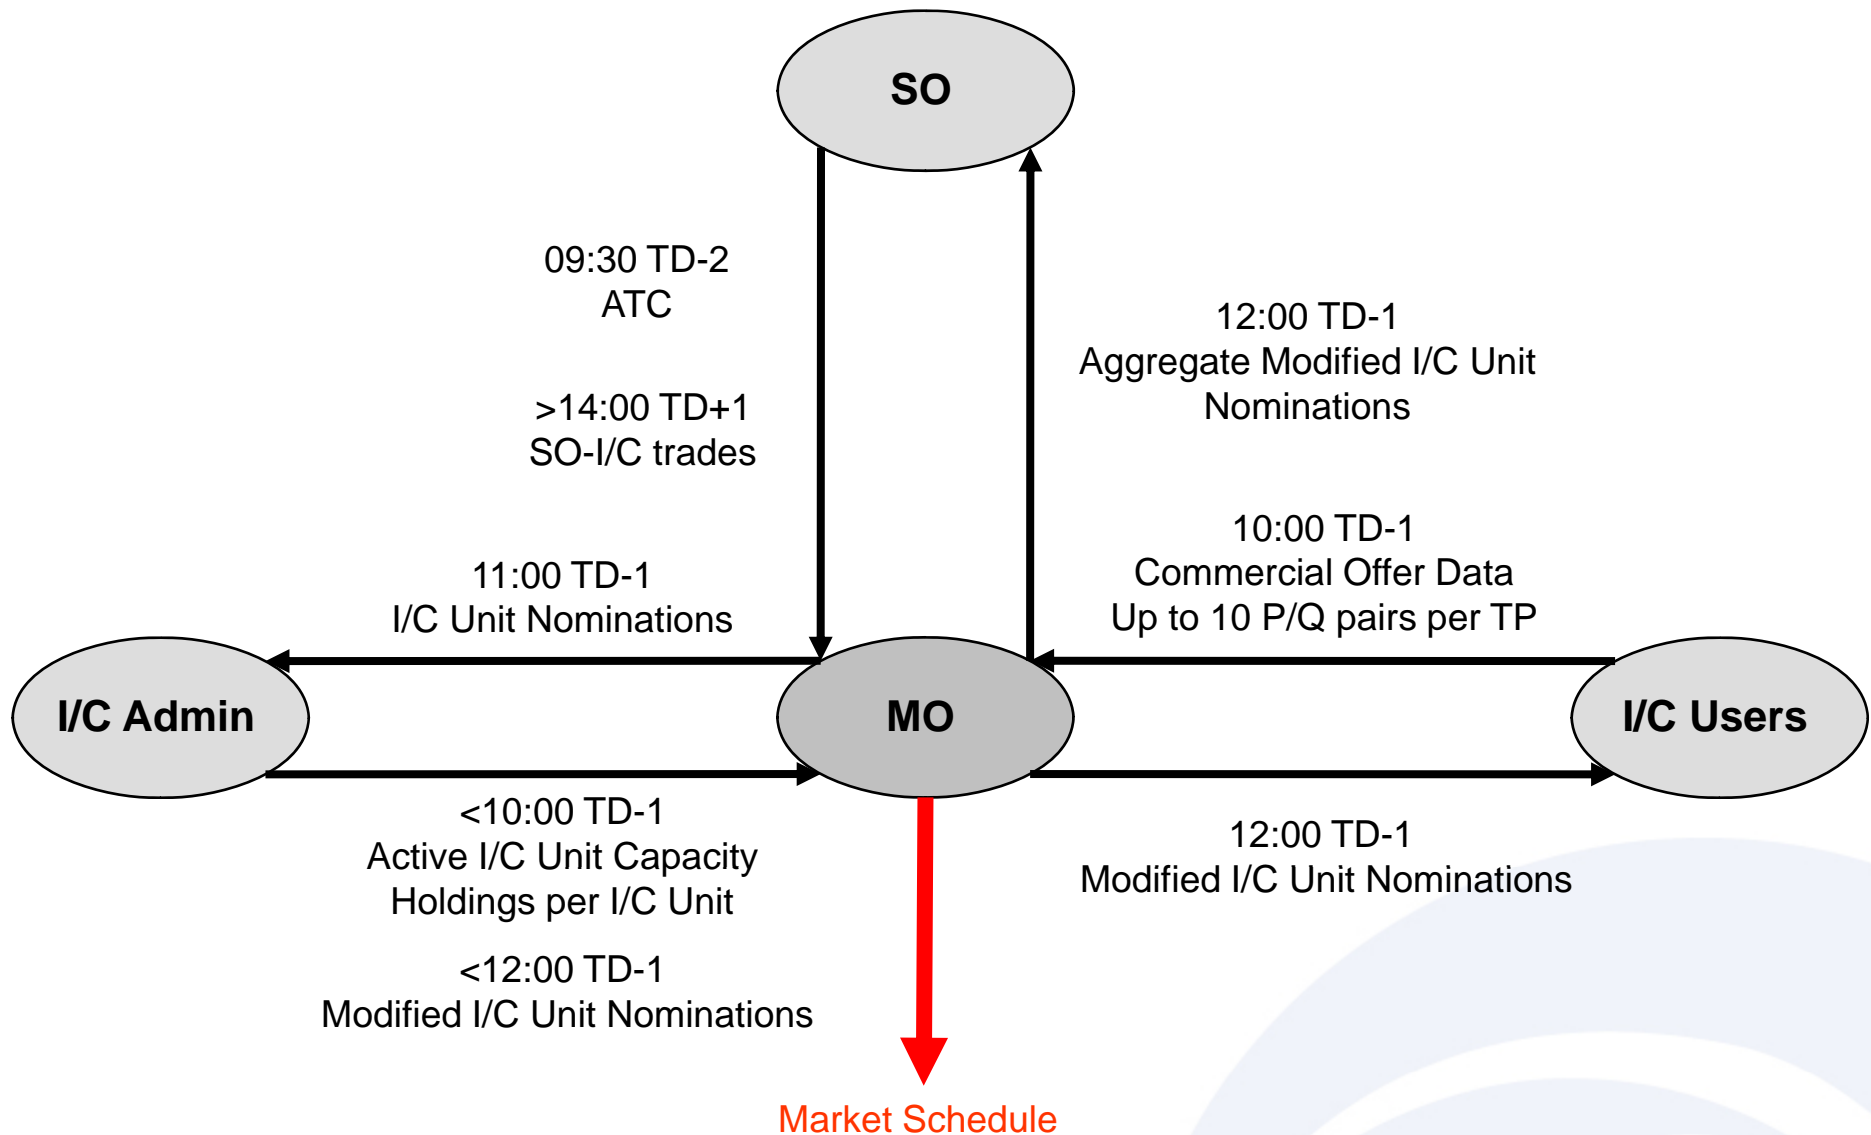 SO
09:30 TD-2
ATC
>14:00 TD+1
SO-I/C trades
12:00 TD-1
Aggregate Modified I/C Unit
Nominations
11:00 TD-1
I/C Unit Nominations
10:00 TD-1
Commercial Offer Data
Up to 10 P/Q pairs per TP
I/C Admin
MO
I/C Users
<10:00 TD-1
Active I/C Unit Capacity
Holdings per I/C Unit
<12:00 TD-1
Modified I/C Unit Nominations
12:00 TD-1
Modified I/C Unit Nominations
Market Schedule